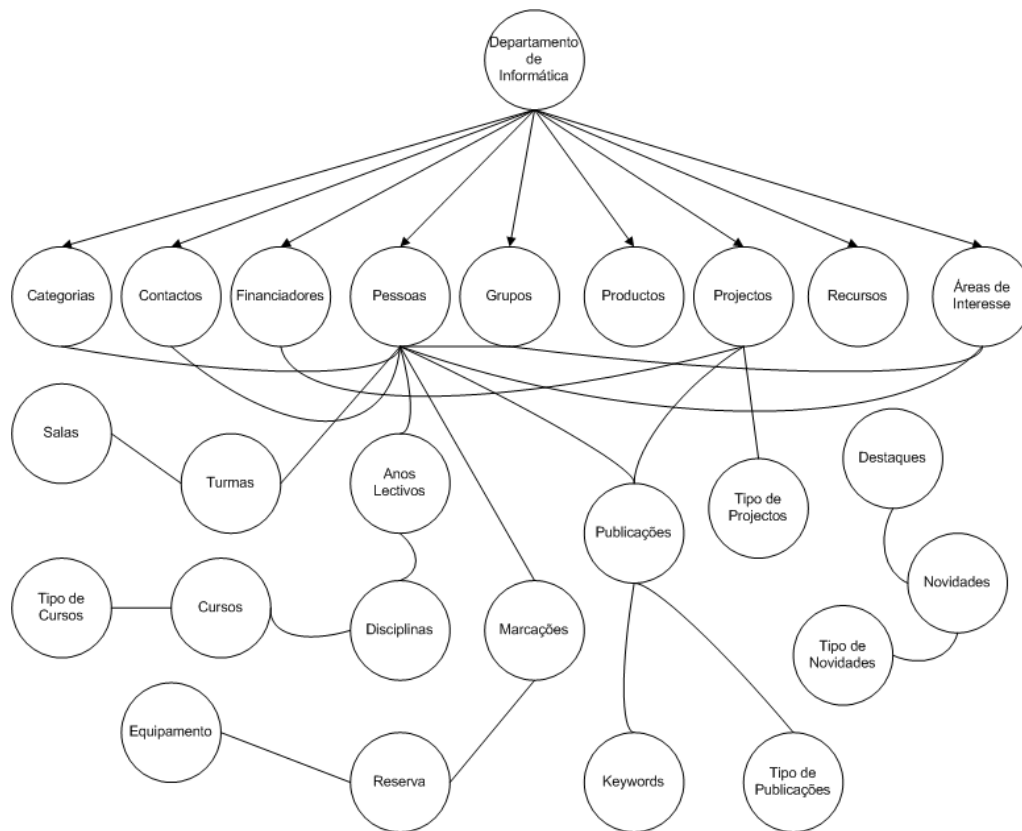 Departamento
de
Informática
Categorias
Contactos
Financiadores
Pessoas
Grupos
Productos
Projectos
Recursos
Áreas de
Interesse
Salas
Turmas
Anos
Lectivos
Publicações
Tipo de
Projectos
Destaques
Novidades
Tipo de
Cursos
Cursos
Disciplinas
Marcações
Tipo de
Novidades
Equipamento
Reserva
Keywords
Tipo de
Publicações